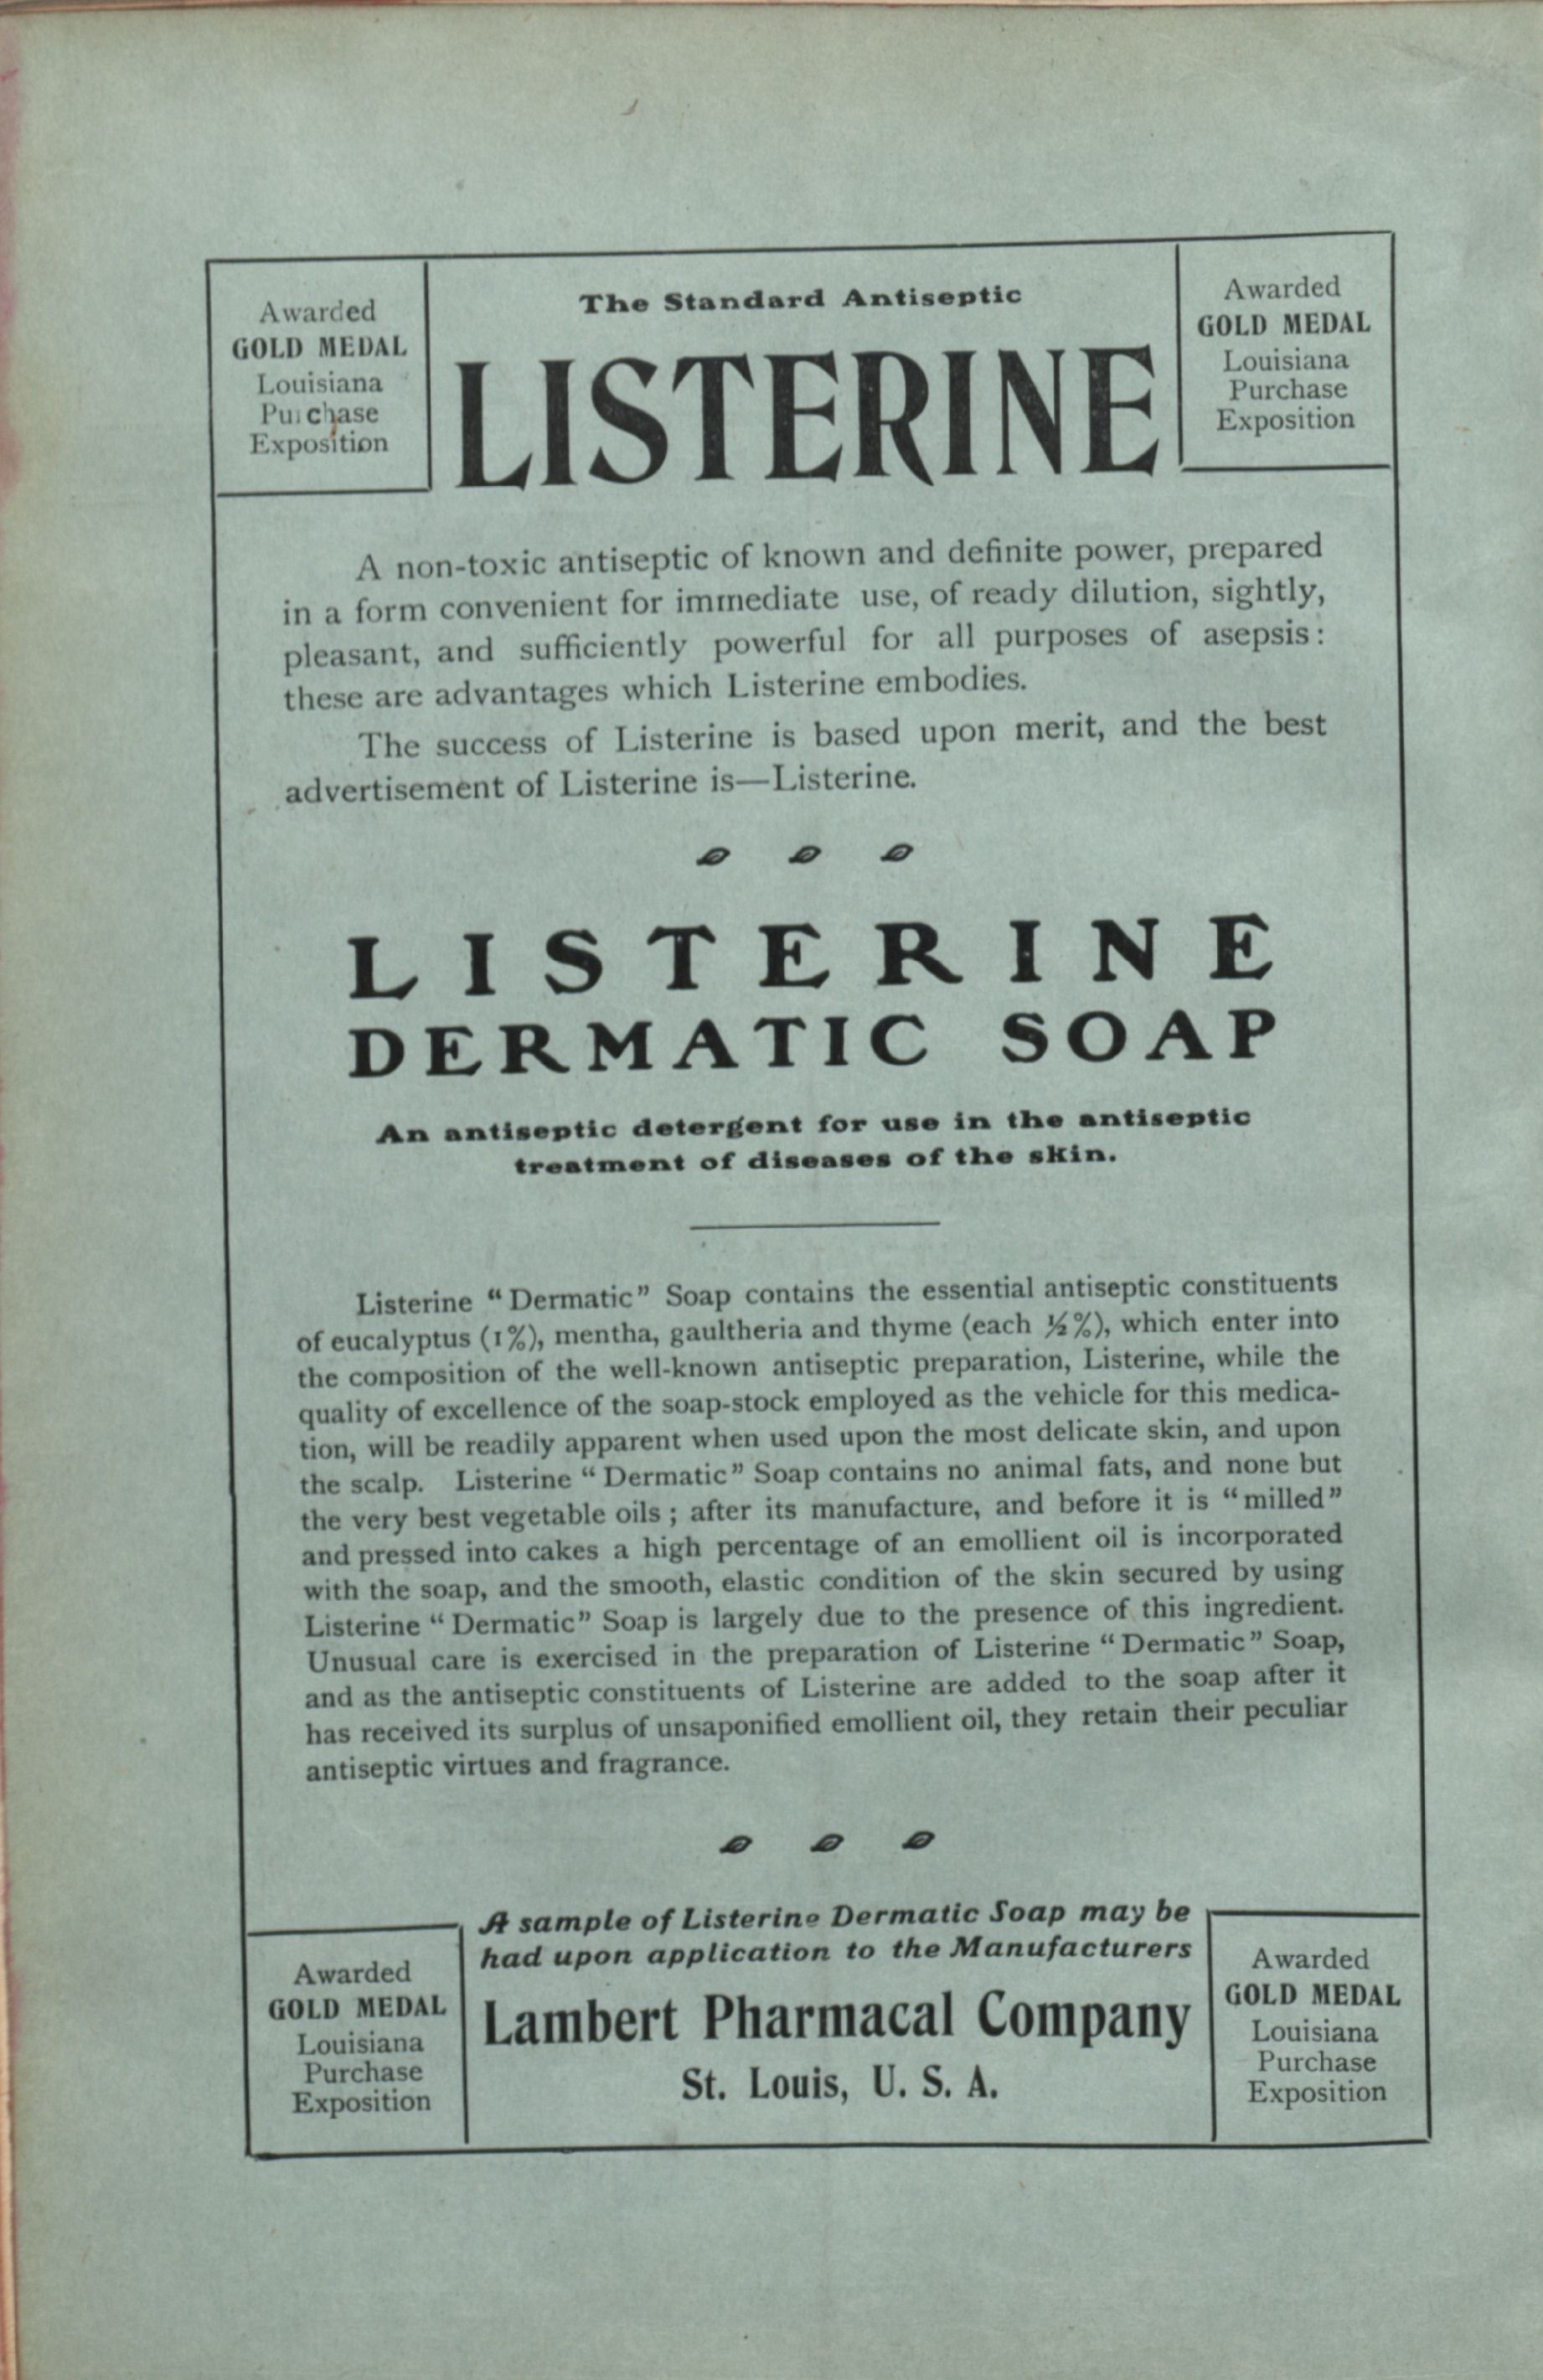 Awarded
GOLD MEDAL
Louisiana
Purchase
Exposition
The Standard Antiseptic
LISTERINE
Awarded
GOLD MEDAL
Louisiana
Purchase
Exposition
A non-toxic antiseptic of known and definite power, prepared
in a form convenient for immediate use, of ready dilution, sightly,
pleasant, and sufficiently powerful for all purposes of asepsis:
these are advantages which Listerine embodies.
The success of Listerine is based upon merit, and the best
advertisement of Listerine is—Listerine.
LISTERINE
DERMATIC SOAP
An antiseptic detergent for use in the antiseptic
treatment of diseases of the skin.
Listerine “Dermatic” Soap contains the essential antiseptic constituents
of eucalyptus (1%), mentha, gaultheria and thyme (each ½%), which enter into
the composition of the well-known antiseptic preparation, Listerine, while the
quality of excellence of the soap-stock employed as the vehicle for this medica-
tion, will be readily apparent when used upon the most delicate skin, and upon
the scalp. Listerine “Dermatic” Soap contains no animal fats, and none but
the very best vegetable oils; after its manufacture, and before it is “milled”
and pressed into cakes a high percentage of an emollient oil is incorporated
with the soap, and the smooth, elastic condition of the skin secured by using
Listerine “Dermatic” Soap is largely due to the presence of this ingredient.
Unusual care is exercised in the preparation of Listerine “Dermatic” Soap,
and as the antiseptic constituents of Listerine are added to the soap after it
has received its surplus of unsaponified emollient oil, they retain their peculiar
antiseptic virtues and fragrance.
Awarded
GOLD MEDAL
Louisiana
Purchase
Exposition
A sample of Listerine Dermatic Soap may be
had upon application to the Manufacturers
Lambert Pharmacal Company
St. Louis, U. S. A.
Awarded
GOLD MEDAL
Louisiana
Purchase
Exposition